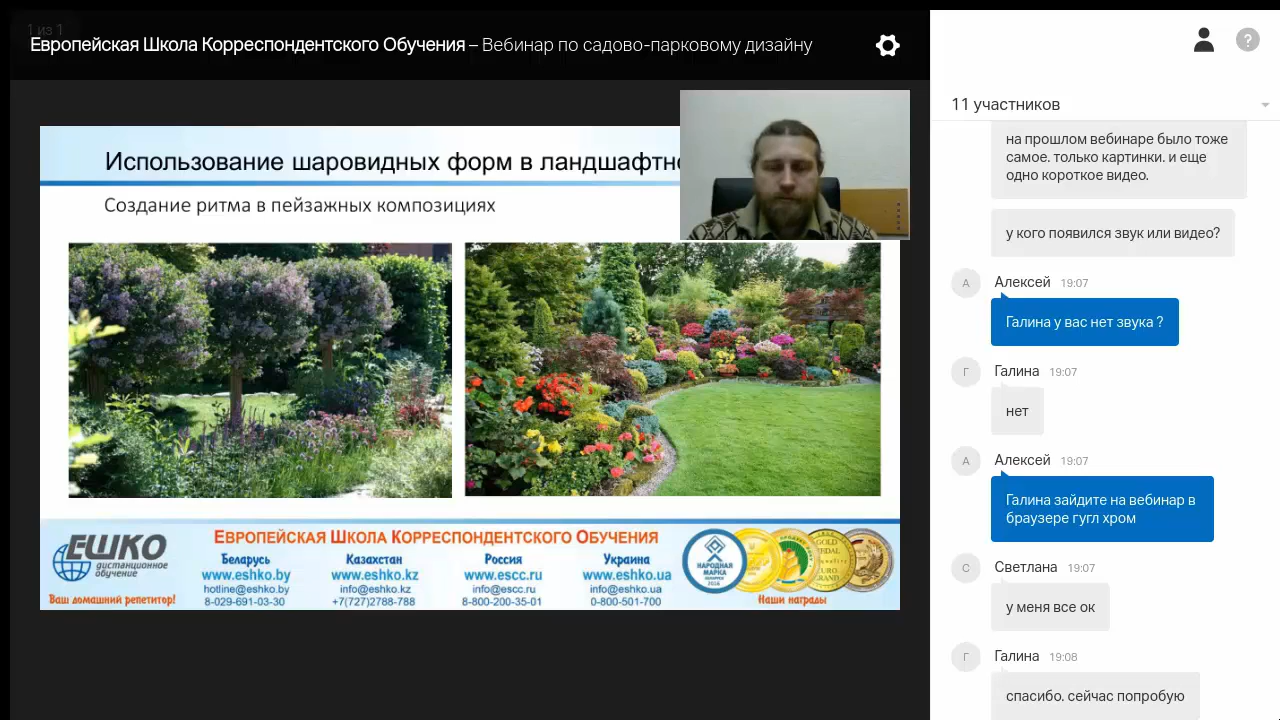 1 из 1
Европейская Школа Корреспондентского Обучения – Вебинар по садово-парковому дизайну
Использование шаровидных форм в ландшафтно
Создание ритма в пейзажных композициях
ЕШКО
дистанционное
обучение
Ваш домашний репетитор!
Европейская Школа Корреспондентского Обучения
Беларусь
www.eshko.by
hotline@eshko.by
8-029-691-03-30
Казахстан
www.eshko.kz
info@eshko.kz
+7(727)2788-788
Россия
www.escc.ru
info@escc.ru
8-800-200-35-01
Украина
www.eshko.ua
info@eshko.ua
0-800-501-700
НАРОДНАЯ
МАРКА
БЕЛАРУСЬ
2016
GOLD
MEDAL
EURO
GRAND
Наши награды
11 участников
на прошлом вебинаре было тоже
самое. только картинки. и еще
одно короткое видео.
у кого появился звук или видео?
А
Алексей 19:07
Галина у вас нет звука ?
Г
Галина 19:07
нет
А
Алексей 19:07
Галина зайдите на вебинар в
браузере гугл хром
С
Светлана 19:07
у меня все ок
Г
Галина 19:08
спасибо. сейчас попробую